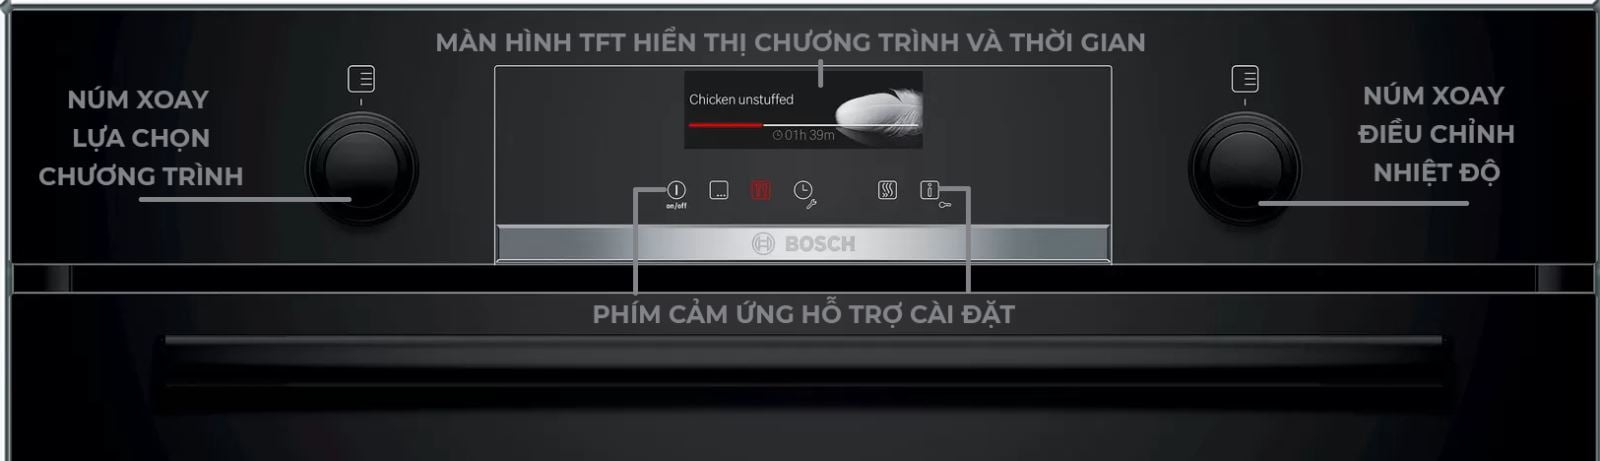 MÀN HÌNH TFT HIỂN THỊ CHƯƠNG TRÌNH VÀ THỜI GIAN
NÚM XOAY
LỰA CHỌN
CHƯƠNG TRÌNH
Chicken unstuffed
01h 39m
on/off
BOSCH
NÚM XOAY
ĐIỀU CHỈNH
NHIỆT ĐỘ
PHÍM CẢM ỨNG HỖ TRỢ CÀI ĐẶT